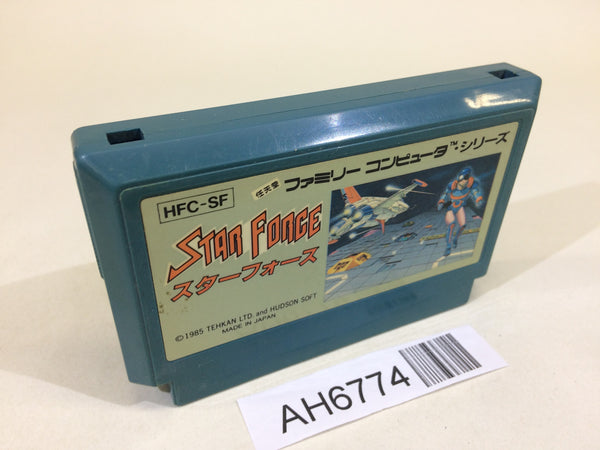 HFC-SF
任天堂 ファミリー コンピュータ™シリーズ
STAR FORCE
スターフォース
©1985 TEHKAN LTD. and HUDSON SOFT
MADE IN JAPAN
AH6774